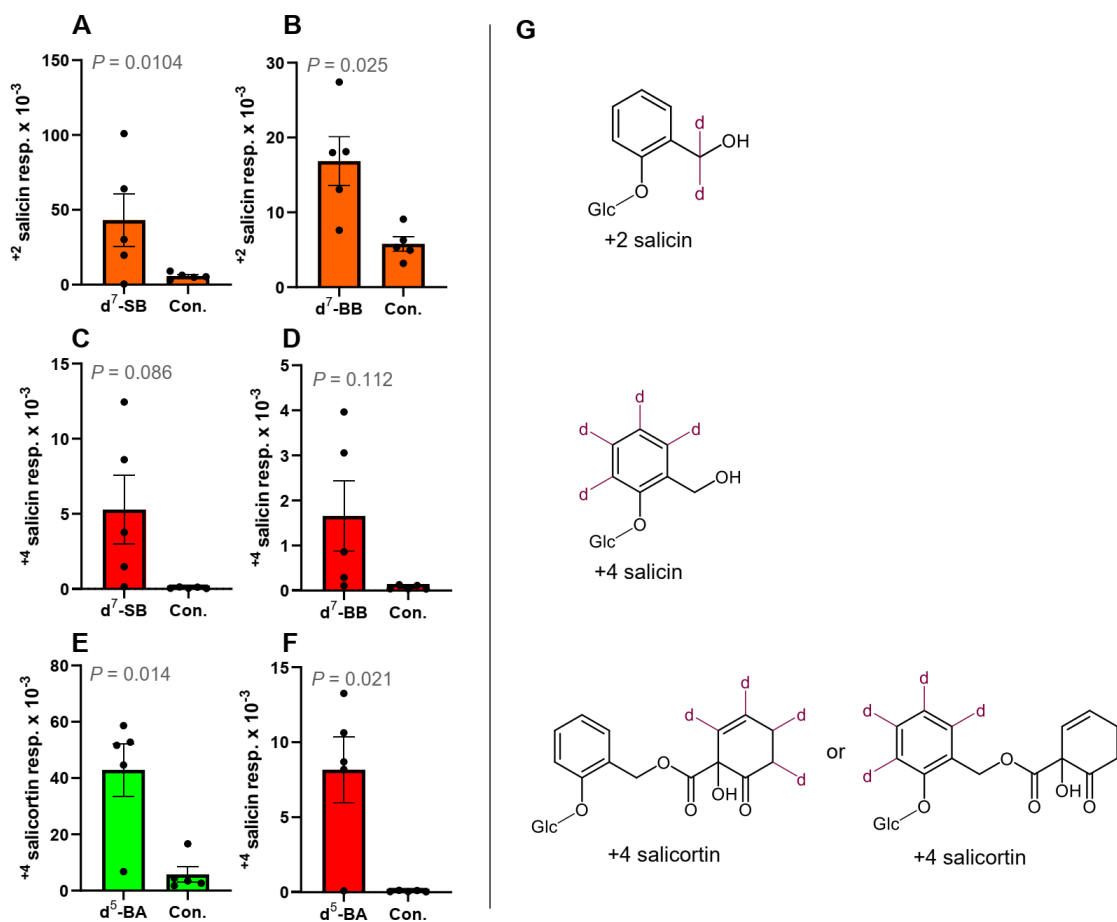 A
P = 0.0104
+2 salicin resp. x 10-3
150
100
50
0
d7-SB Con.
B
P = 0.025
+2 salicin resp. x 10-3
30
20
10
0
d7-BB Con.
C
P = 0.086
+4 salicin resp. x 10-3
15
10
5
0
d7-SB Con.
D
P = 0.112
+4 salicin resp. x 10-3
5
4
3
2
1
0
d7-BB Con.
E
P = 0.014
+4 salicortin resp. x 10-3
80
60
40
20
0
d5-BA Con.
F
P = 0.021
+4 salicin resp. x 10-3
15
10
5
0
d5-BA Con.
G
d
OH
d
O
Glc
+2 salicin
d
d
d
d
OH
O
Glc
+4 salicin
d
d
d
d
O
OH
O
O
O
Glc
+4 salicortin
or
d
d
d
d
O
OH
O
O
O
Glc
+4 salicortin